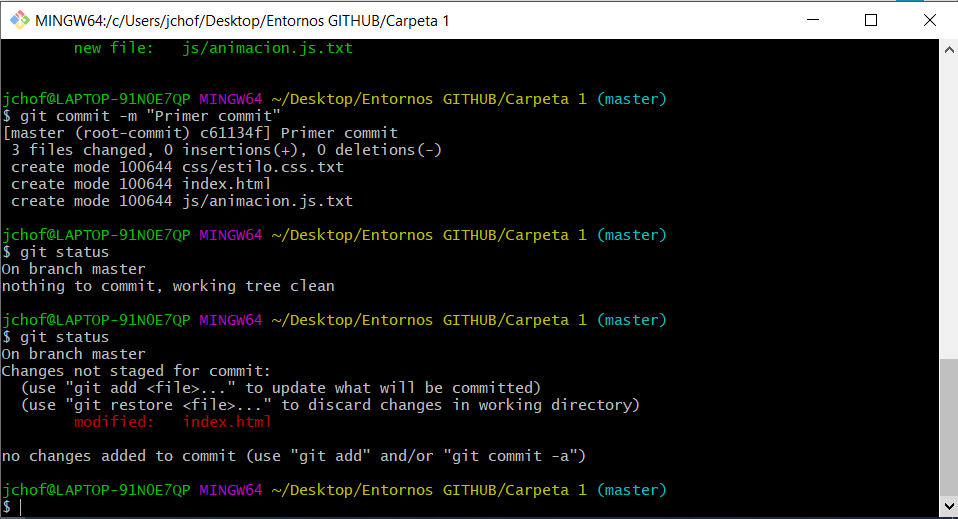 MINGW64:/c/Users/jchof/Desktop/Entornos GITHUB/Carpeta 1
new file:   js/animacion.js.txt
jchof@LAPTOP-91N0E7QP MINGW64 ~/Desktop/Entornos GITHUB/Carpeta 1 (master)
$ git commit -m "Primer commit"
[master (root-commit) c61134f] Primer commit
 3 files changed, 0 insertions(+), 0 deletions(-)
 create mode 100644 css/estilo.css.txt
 create mode 100644 index.html
 create mode 100644 js/animacion.js.txt
jchof@LAPTOP-91N0E7QP MINGW64 ~/Desktop/Entornos GITHUB/Carpeta 1 (master)
$ git status
On branch master
nothing to commit, working tree clean
jchof@LAPTOP-91N0E7QP MINGW64 ~/Desktop/Entornos GITHUB/Carpeta 1 (master)
$ git status
On branch master
Changes not staged for commit:
  (use "git add <file>..." to update what will be committed)
  (use "git restore <file>..." to discard changes in working directory)
        modified:   index.html
no changes added to commit (use "git add" and/or "git commit -a")
jchof@LAPTOP-91N0E7QP MINGW64 ~/Desktop/Entornos GITHUB/Carpeta 1 (master)
$